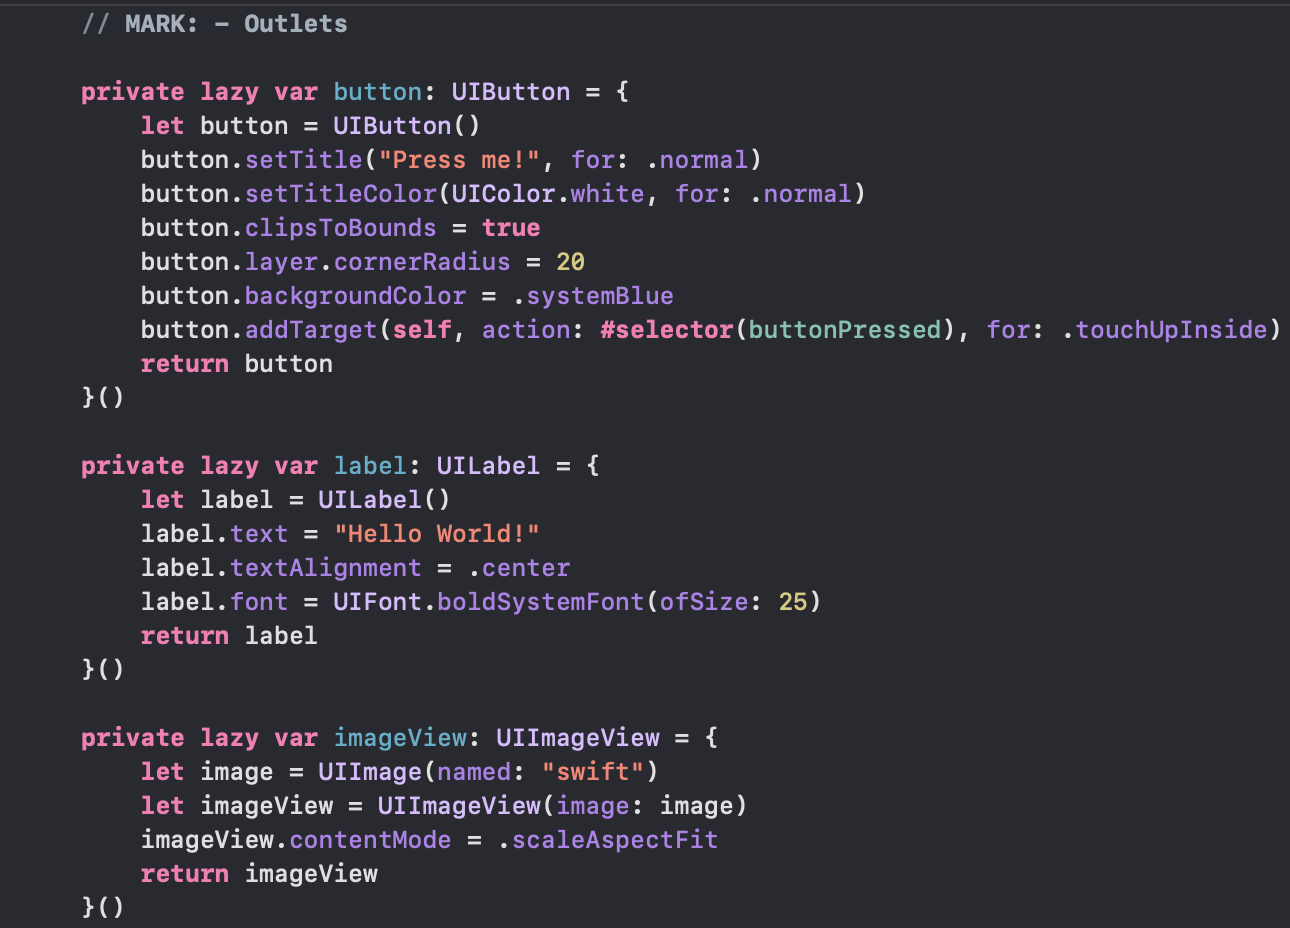 // MARK: - Outlets
private lazy var button: UIButton = {
let button = UIButton()
button.setTitle("Press me!", for: .normal)
button.setTitleColor(UIColor.white, for: .normal)
button.clipsToBounds = true
button.layer.cornerRadius = 20
button.backgroundColor = .systemBlue
button.addTarget(self, action: #selector(buttonPressed), for: .touchUpInside)
return button
}()
private lazy var label: UILabel = {
let label = UILabel()
label.text = "Hello World!"
label.textAlignment = .center
label.font = UIFont.boldSystemFont(ofSize: 25)
return label
}()
private lazy var imageView: UIImageView = {
let image = UIImage(named: "swift")
let imageView = UIImageView(image: image)
imageView.contentMode = .scaleAspectFit
return imageView
}()